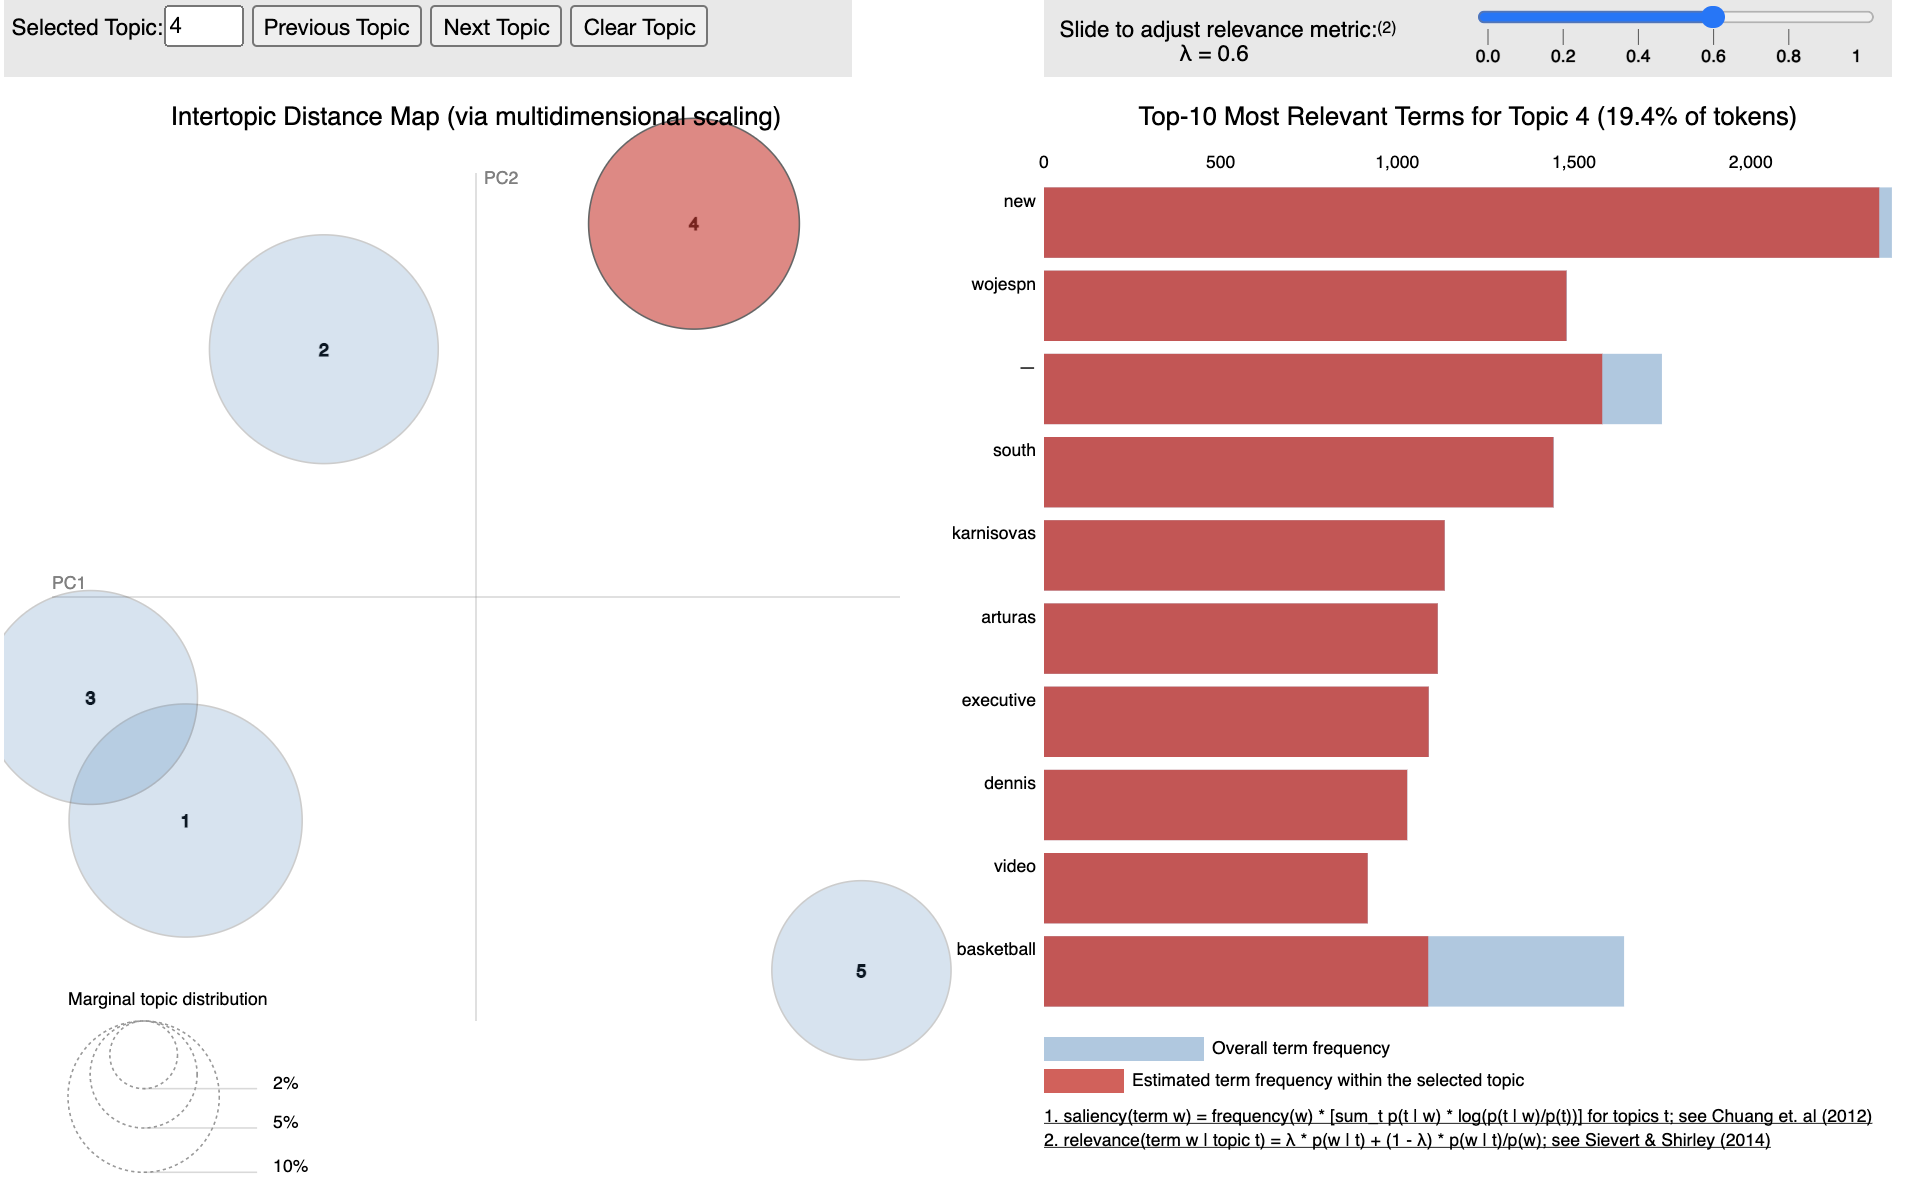 Selected Topic: 4 Previous Topic Next Topic Clear Topic
Slide to adjust relevance metric:(2)
λ = 0.6
0.0 0.2 0.4 0.6 0.8 1
Intertopic Distance Map (via multidimensional scaling)
PC2
4
2
PC1
3
1
5
Marginal topic distribution
2%
5%
10%
Top-10 Most Relevant Terms for Topic 4 (19.4% of tokens)
0 500 1,000 1,500 2,000
new
wojespn
—
south
karnisovas
arturas
executive
dennis
video
basketball
Overall term frequency
Estimated term frequency within the selected topic
1. saliency(term w) = frequency(w) * [sum_t p(t | w) * log(p(t | w)/p(t))] for topics t; see Chuang et. al (2012)
2. relevance(term w | topic t) = λ * p(w | t) + (1 - λ) * p(w | t)/p(w); see Sievert & Shirley (2014)